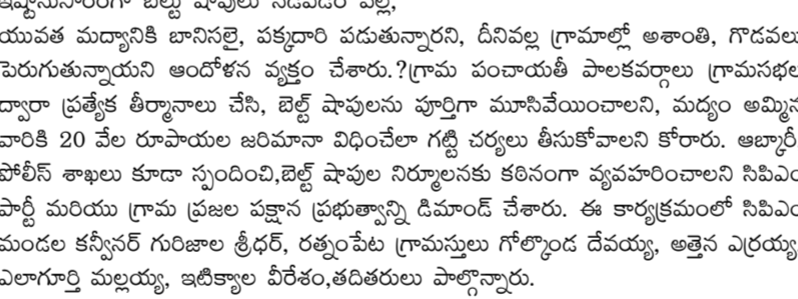 ఇష్టానుసారంగా బెల్టు షాపులు నడపడం వల్ల,
యువత మద్యానికి బానిసలై, పక్కదారి పడుతున్నారని, దీనివల్ల గ్రామాల్లో అశాంతి, గొడవలు
పెరుగుతున్నాయని ఆందోళన వ్యక్తం చేశారు.?గ్రామ పంచాయతీ పాలకవర్గాలు గ్రామసభల
ద్వారా ప్రత్యేక తీర్మానాలు చేసి, బెల్ట్ షాపులను పూర్తిగా మూసివేయించాలని, మద్యం అమ్మిన
వారికి 20 వేల రూపాయల జరిమానా విధించేలా గట్టి చర్యలు తీసుకోవాలని కోరారు. ఆబ్కారీ
పోలీస్ శాఖలు కూడా స్పందించి,బెల్ట్ షాపుల నిర్మూలనకు కఠినంగా వ్యవహరించాలని సిపిఎం
పార్టీ మరియు గ్రామ ప్రజల పక్షాన ప్రభుత్వాన్ని డిమాండ్ చేశారు. ఈ కార్యక్రమంలో సిపిఎం
మండల కన్వీనర్ గురిజాల శ్రీధర్, రత్నంపేట గ్రామస్తులు గోల్కొండ దేవయ్య, అత్తెన ఎర్రయ్య
ఎలాగూర్తి మల్లయ్య, ఇటిక్యాల వీరేశం,తదితరులు పాల్గొన్నారు.